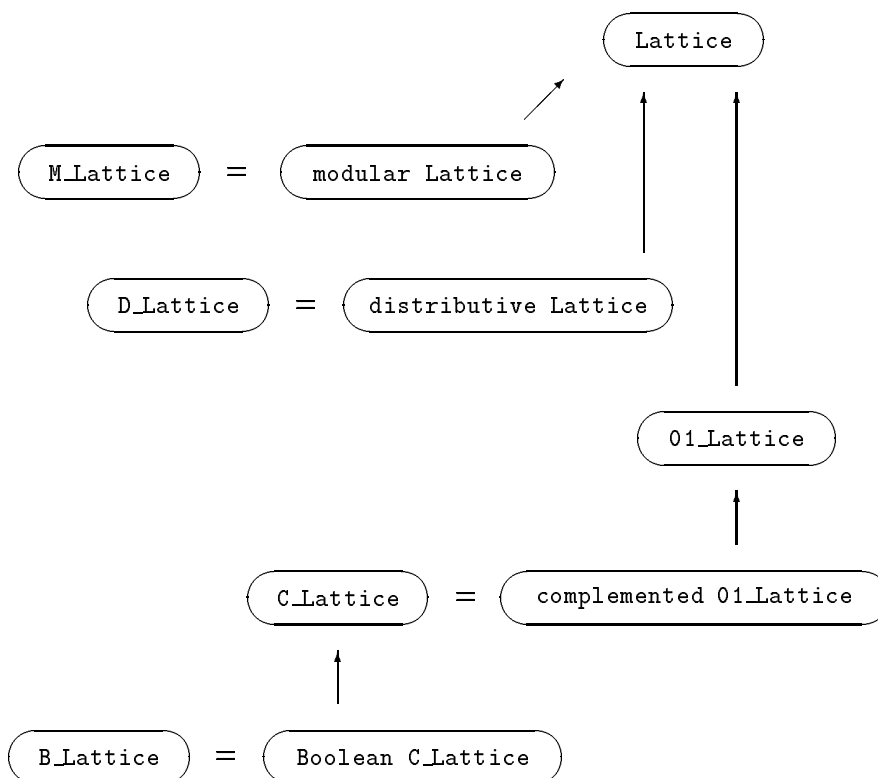 Lattice
M_Lattice = modular Lattice
D_Lattice = distributive Lattice
01_Lattice
C_Lattice = complemented 01_Lattice
B_Lattice = Boolean C_Lattice